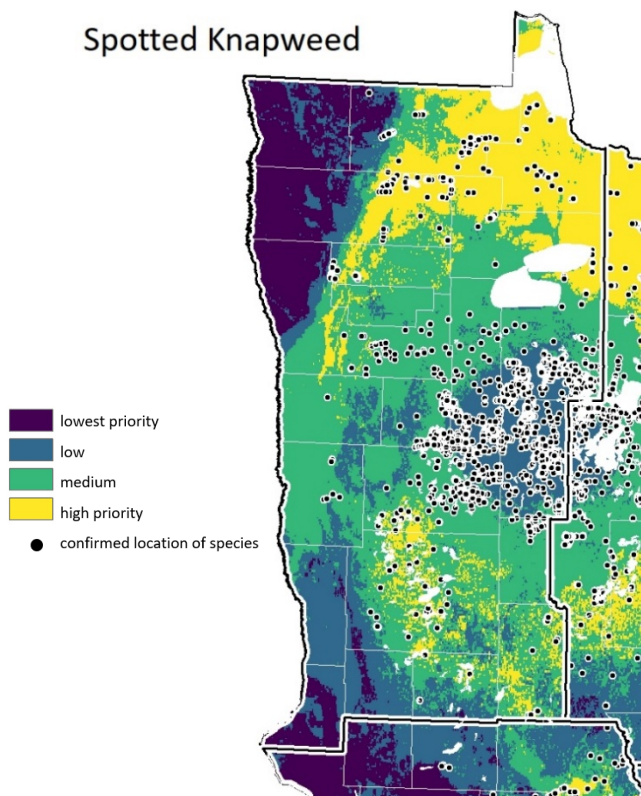 Spotted Knapweed
lowest priority
low
medium
high priority
confirmed location of species